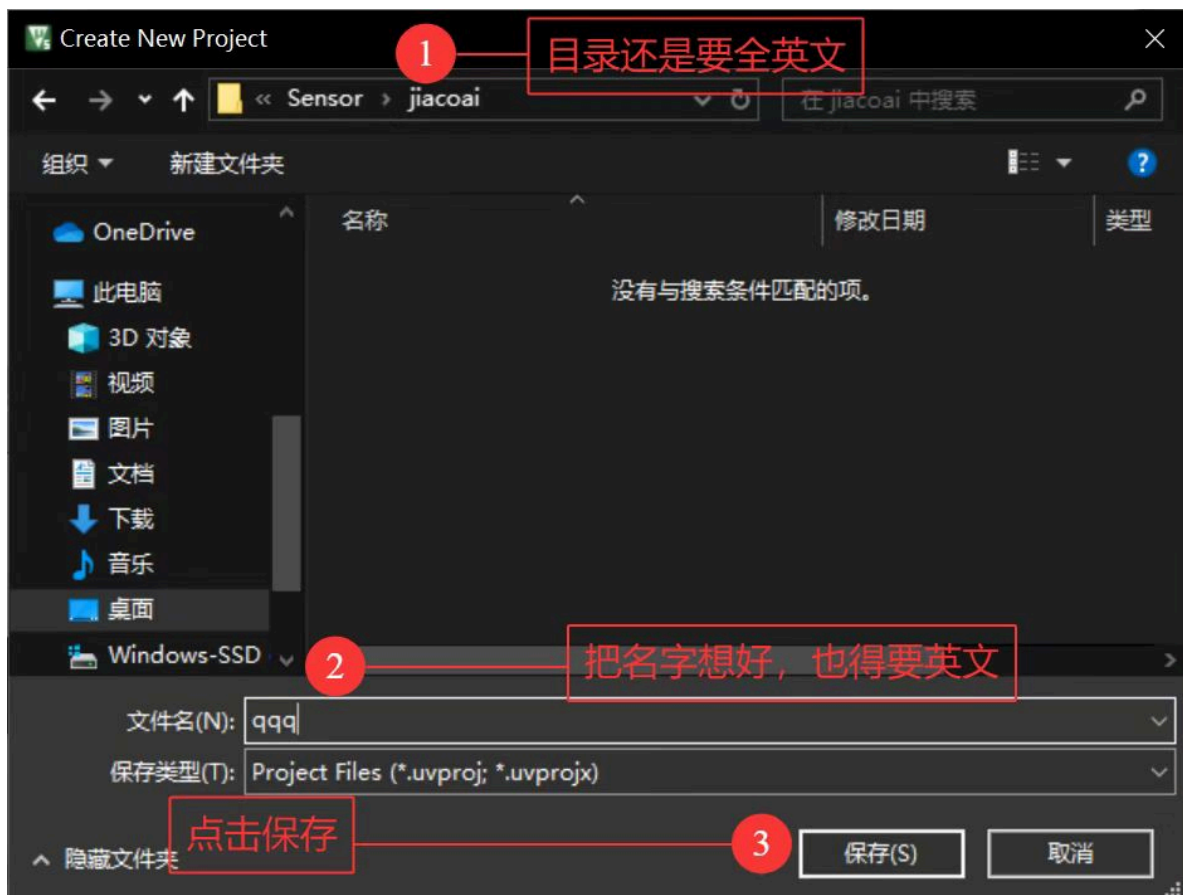 Create New Project
1
目录还是要全英文
« Sensor › jiacoai
在 jiacoai 中搜索
组织
新建文件夹
?
名称
修改日期
类型
没有与搜索条件匹配的项。
OneDrive
此电脑
3D 对象
视频
图片
文档
下载
音乐
桌面
Windows-SSD
2
把名字想好，也得要英文
文件名(N):
qqq
保存类型(T):
Project Files (*.uvproj; *.uvprojx)
点击保存
3
隐藏文件夹
保存(S)
取消